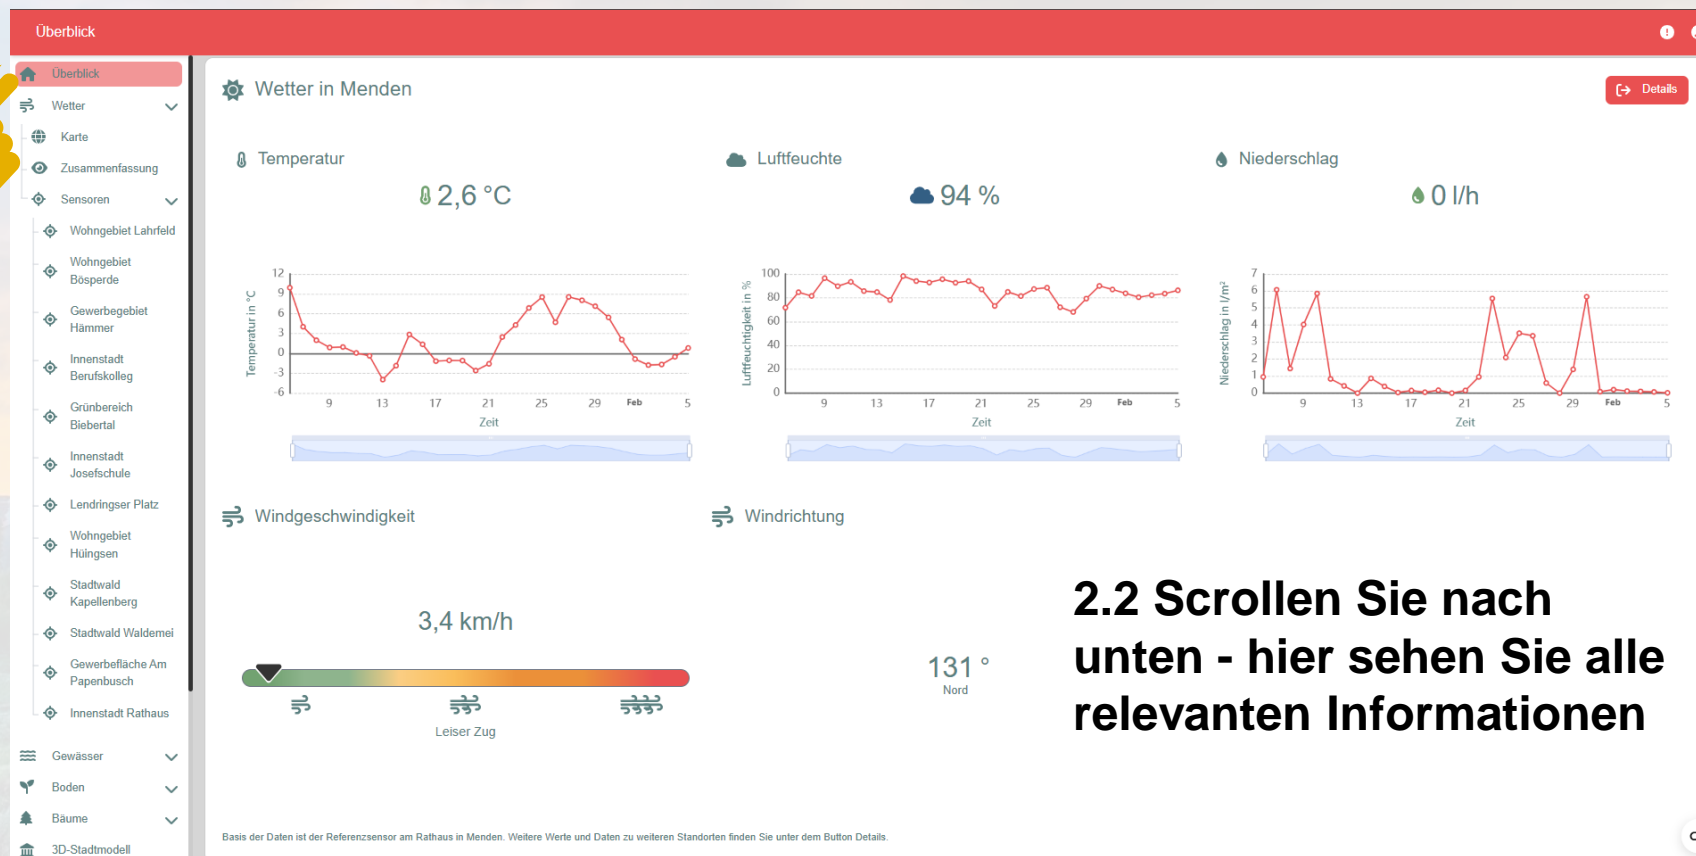 Überblick
Überblick
Wetter
Karte
Zusammenfassung
Sensoren
Wohngebiet Lahrfeld
Wohngebiet
Bösperde
Gewerbegebiet
Hämmer
Innenstadt
Berufskolleg
Grünbereich
Biebertal
Innenstadt
Josefschule
Lendringser Platz
Wohngebiet
Hüingsen
Stadtwald
Kapellenberg
Stadtwald Waldemei
Gewerbefläche Am
Papenbusch
Innenstadt Rathaus
Gewässer
Boden
Bäume
3D-Stadtmodell
Wetter in Menden
Details
Temperatur
2,6 °C
Temperatur in °C
12
9
6
3
0
-3
-6
9 13 17 21 25 29 Feb 5
Zeit
Luftfeuchte
94 %
Luftfeuchtigkeit in %
100
80
60
40
20
0
9 13 17 21 25 29 Feb 5
Zeit
Niederschlag
0 l/h
Niederschlag in l/m²
7
6
5
4
3
2
1
0
9 13 17 21 25 29 Feb 5
Zeit
Windgeschwindigkeit
3,4 km/h
Leiser Zug
Windrichtung
131 °
Nord
2.2 Scrollen Sie nach
unten - hier sehen Sie alle
relevanten Informationen
Basis der Daten ist der Referenzsensor am Rathaus in Menden. Weitere Werte und Daten zu weiteren Standorten finden Sie unter dem Button Details.